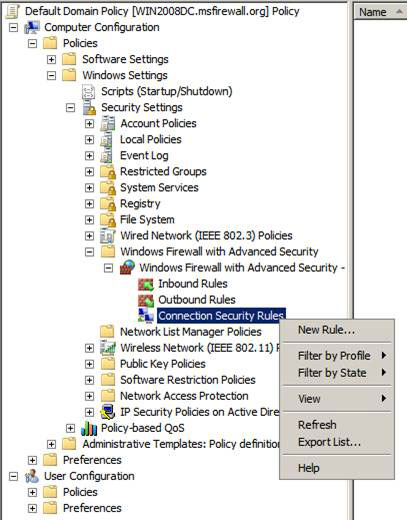 Default Domain Policy [WIN2008DC.msfirewall.org] Policy
Name
Computer Configuration
Policies
Software Settings
Windows Settings
Scripts (Startup/Shutdown)
Security Settings
Account Policies
Local Policies
Event Log
Restricted Groups
System Services
Registry
File System
Wired Network (IEEE 802.3) Policies
Windows Firewall with Advanced Security
Windows Firewall with Advanced Security -
Inbound Rules
Outbound Rules
Connection Security Rules
Network List Manager Policies
Wireless Network (IEEE 802.11) P
Public Key Policies
Software Restriction Policies
Network Access Protection
IP Security Policies on Active Dire
Policy-based QoS
Administrative Templates: Policy definition
Preferences
User Configuration
Policies
Preferences
New Rule...
Filter by Profile
Filter by State
View
Refresh
Export List...
Help